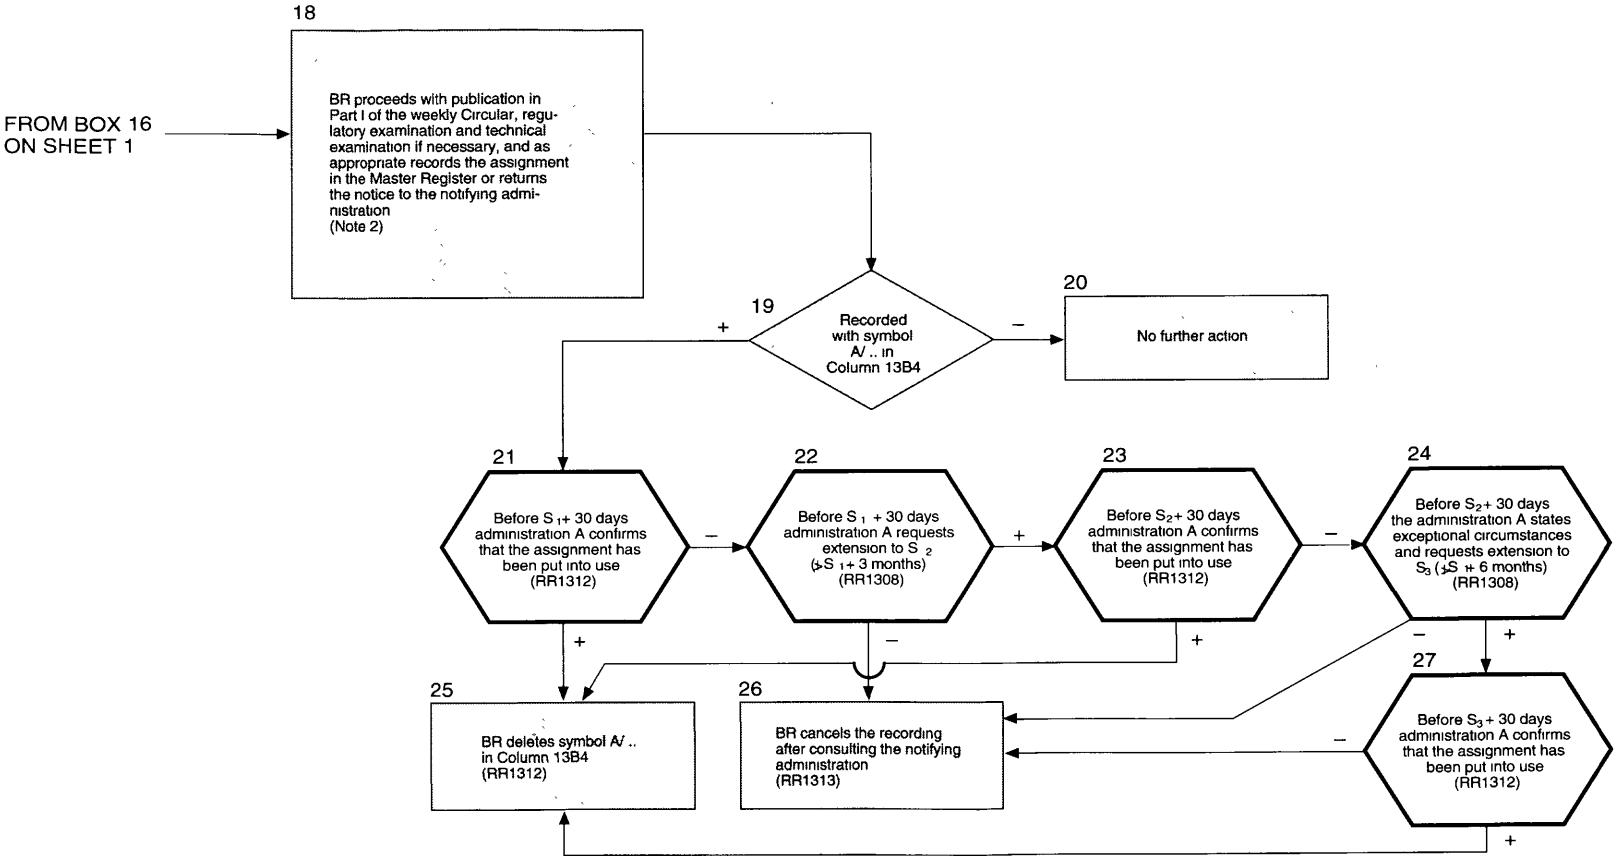 18
BR proceeds with publication in
Part I of the weekly Circular, regu-
latory examination and technical
examination if necessary, and as
appropriate records the assignment
in the Master Register or returns
the notice to the notifying admi-
nistration
(Note 2)
FROM BOX 16
ON SHEET 1
19
Recorded
with symbol
A/ .. in
Column 13B4
+
–
20
No further action
21
Before S1+ 30 days
administration A confirms
that the assignment has
been put into use
(RR1312)
–
+
22
Before S1 + 30 days
administration A requests
extension to S2
(≯S1+ 3 months)
(RR1308)
+
–
23
Before S2+ 30 days
administration A confirms
that the assignment has
been put into use
(RR1312)
–
+
24
Before S2+ 30 days
the administration A states
exceptional circumstances
and requests extension to
S3 (≯S1+ 6 months)
(RR1308)
–
+
25
BR deletes symbol A/ ..
in Column 13B4
(RR1312)
26
BR cancels the recording
after consulting the notifying
administration
(RR1313)
27
Before S3+ 30 days
administration A confirms
that the assignment has
been put into use
(RR1312)
–
+